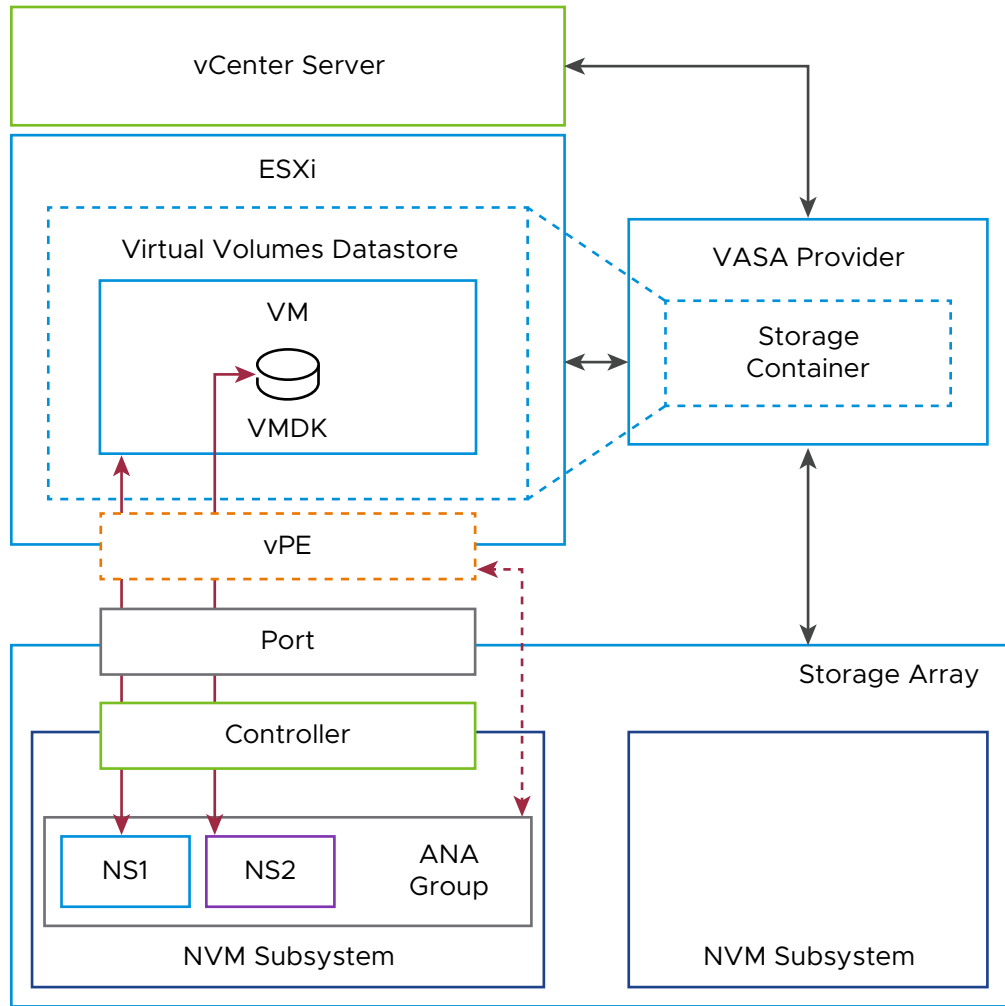 vCenter Server
ESXi
Virtual Volumes Datastore
VM
VMDK
VASA Provider
Storage
Container
vPE
Port
Storage Array
Controller
NS1
NS2
ANA
Group
NVM Subsystem
NVM Subsystem